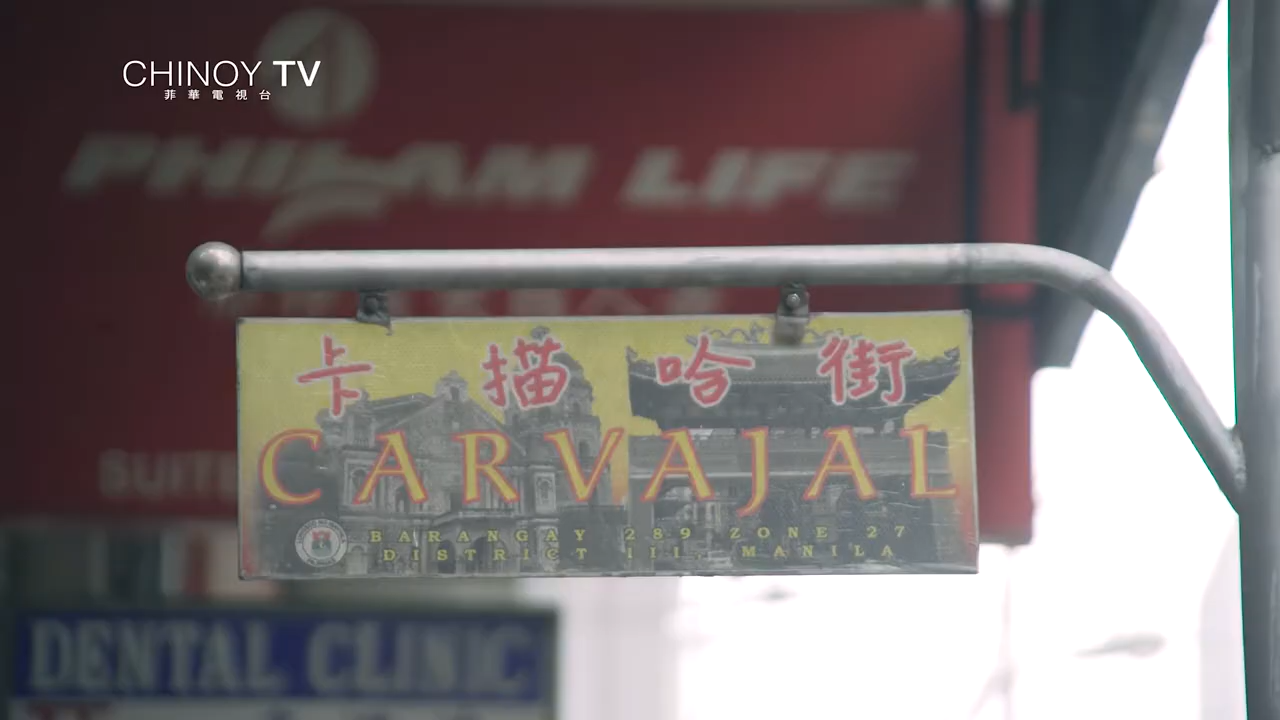 CHINOY TV
菲華電視台
PHILAM LIFE
卡描哈街
CARVAJAL
BARANGAY 289 ZONE 27
DISTRICT III, MANILA
SUITE
DENTAL CLINIC